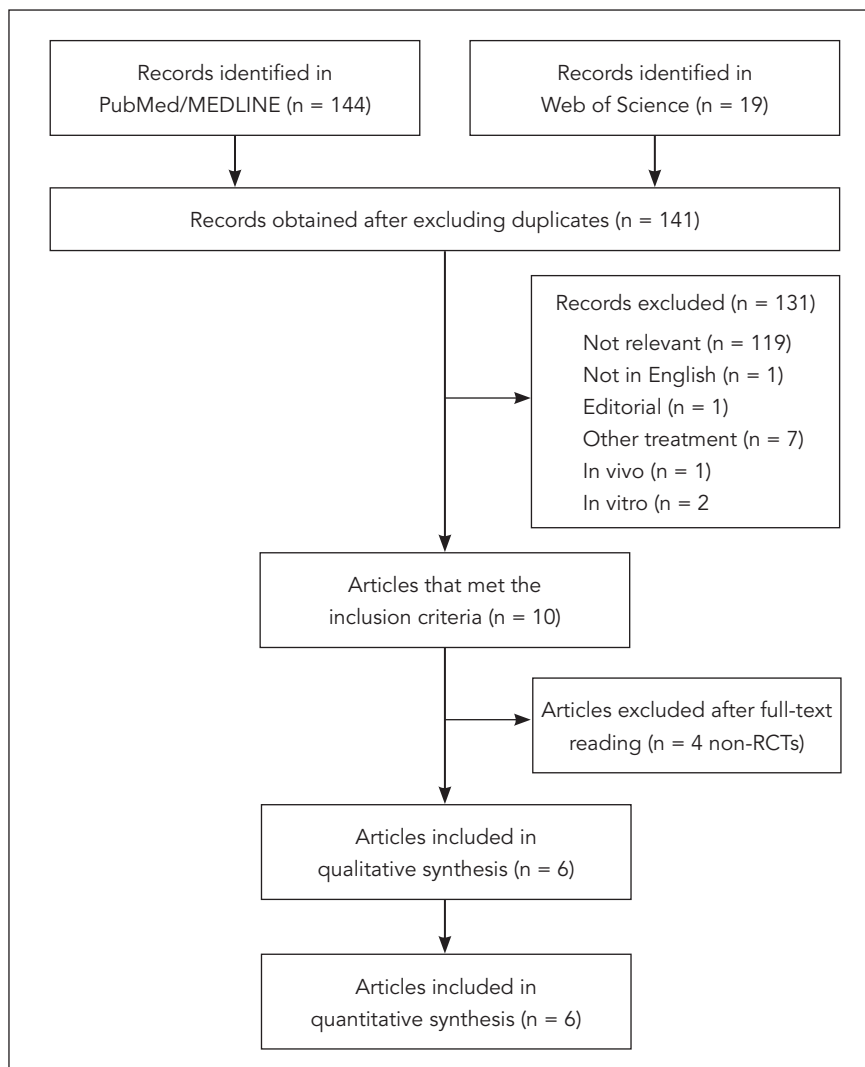 Records identified in
PubMed/MEDLINE (n = 144)
Records identified in
Web of Science (n = 19)
Records obtained after excluding duplicates (n = 141)
Records excluded (n = 131)
Not relevant (n = 119)
Not in English (n = 1)
Editorial (n = 1)
Other treatment (n = 7)
In vivo (n = 1)
In vitro (n = 2
Articles that met the
inclusion criteria (n = 10)
Articles excluded after full-text
reading (n = 4 non-RCTs)
Articles included in
qualitative synthesis (n = 6)
Articles included in
quantitative synthesis (n = 6)